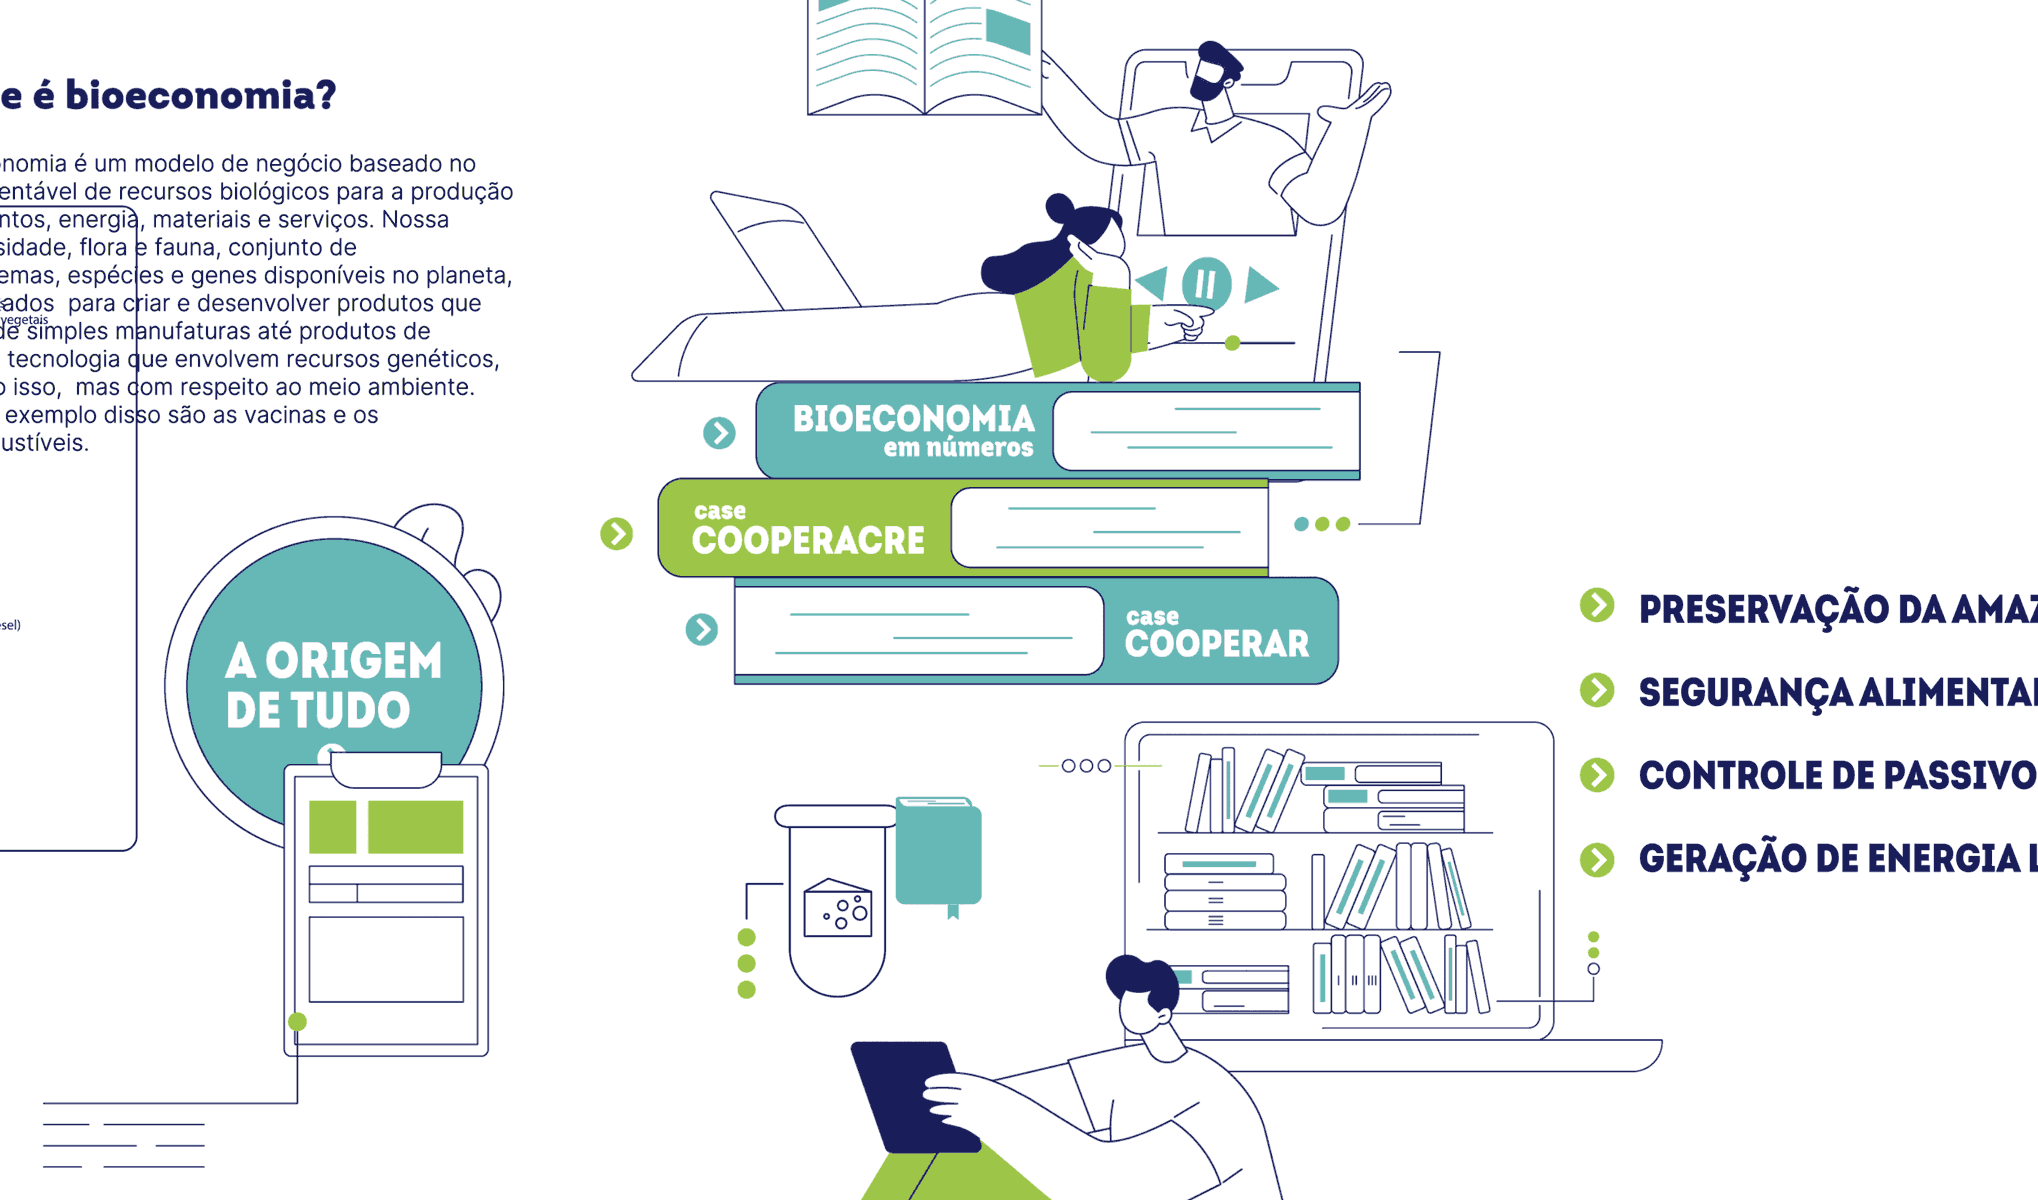 e é bioeconomia?
nomia é um modelo de negócio baseado no
entável de recursos biológicos para a produção
ntos, energia, materiais e serviços. Nossa
sidade, flora e fauna, conjunto de
emas, espécies e genes disponíveis no planeta,
ados para criar e desenvolver produtos que
vegetais
de simples manufaturas até produtos de
tecnologia que envolvem recursos genéticos,
o isso, mas com respeito ao meio ambiente.
exemplo disso são as vacinas e os
ustíveis.
esel)
A ORIGEM
DE TUDO
BIOECONOMIA
em números
case
COOPERACRE
case
COOPERAR
PRESERVAÇÃO DA AMAZ
SEGURANÇA ALIMENTAR
CONTROLE DE PASSIVO
GERAÇÃO DE ENERGIA L